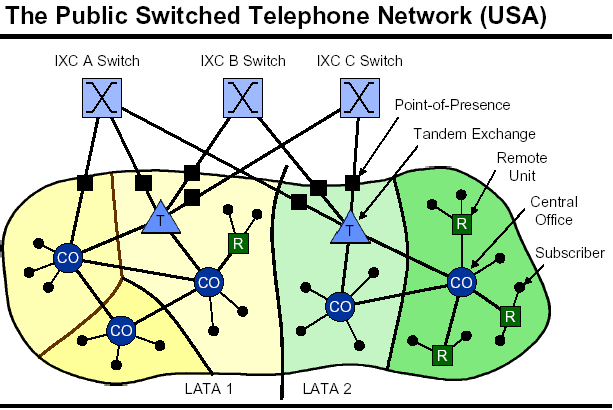 The Public Switched Telephone Network (USA)
IXC A Switch
IXC B Switch
IXC C Switch
Point-of-Presence
Tandem Exchange
Remote
Unit
Central
Office
Subscriber
T
T
R
R
CO
CO
CO
CO
CO
R
R
LATA 1
LATA 2